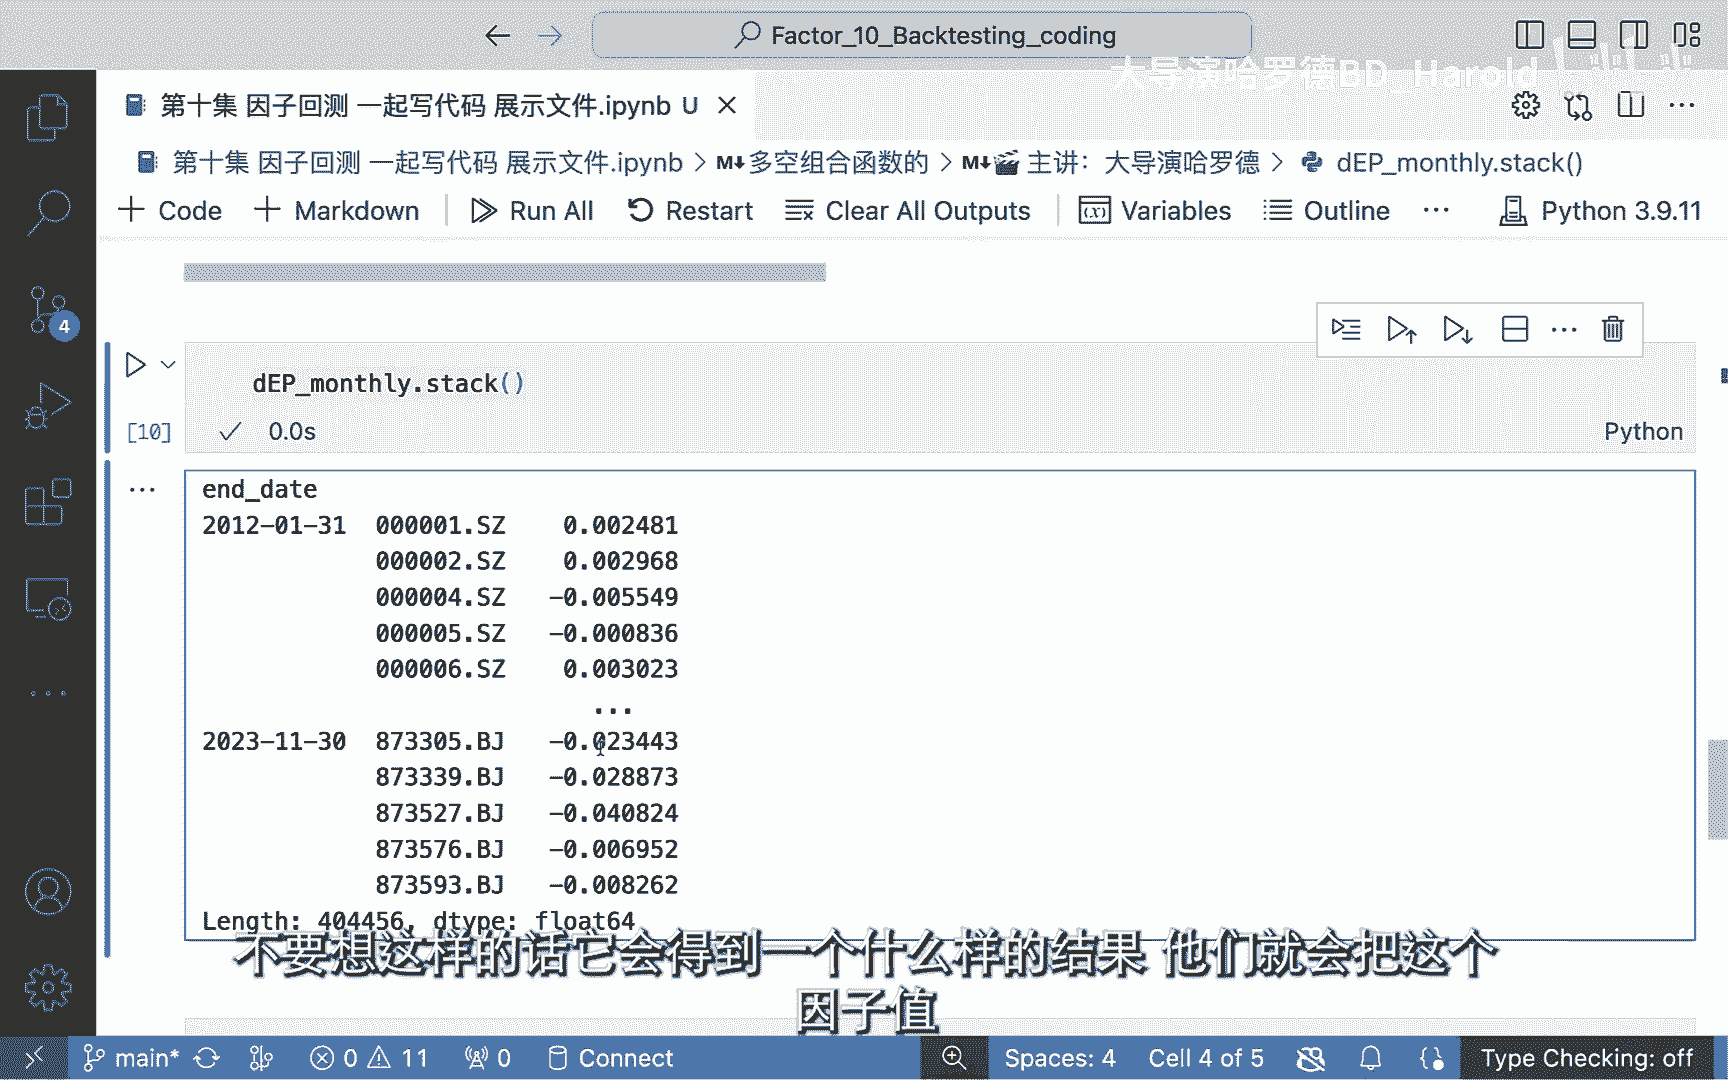 Factor_10_Backtesting_coding
大导演哈罗德BD_Harold
第十集 因子回测 一起写代码 展示文件.ipynb U
第十集 因子回测 一起写代码 展示文件.ipynb > M↓多空组合函数的 > M↓🎬 主讲：大导演哈罗德 > dEP_monthly.stack()
+ Code + Markdown Run All Restart Clear All Outputs Variables Outline ··· Python 3.9.11
4
dEP_monthly.stack()
[10] ✓ 0.0s Python
end_date
2012-01-31 000001.SZ 0.002481
000002.SZ 0.002968
000004.SZ -0.005549
000005.SZ -0.000836
000006.SZ 0.003023
...
2023-11-30 873305.BJ -0.023443
873339.BJ -0.028873
873527.BJ -0.040824
873576.BJ -0.006952
873593.BJ -0.008262
Length: 404456, dtype: float64
不要想这样的话它会得到一个什么样的结果 他们就会把这个
因子值
main* 0 11 0 Connect Spaces: 4 Cell 4 of 5 Type Checking: off